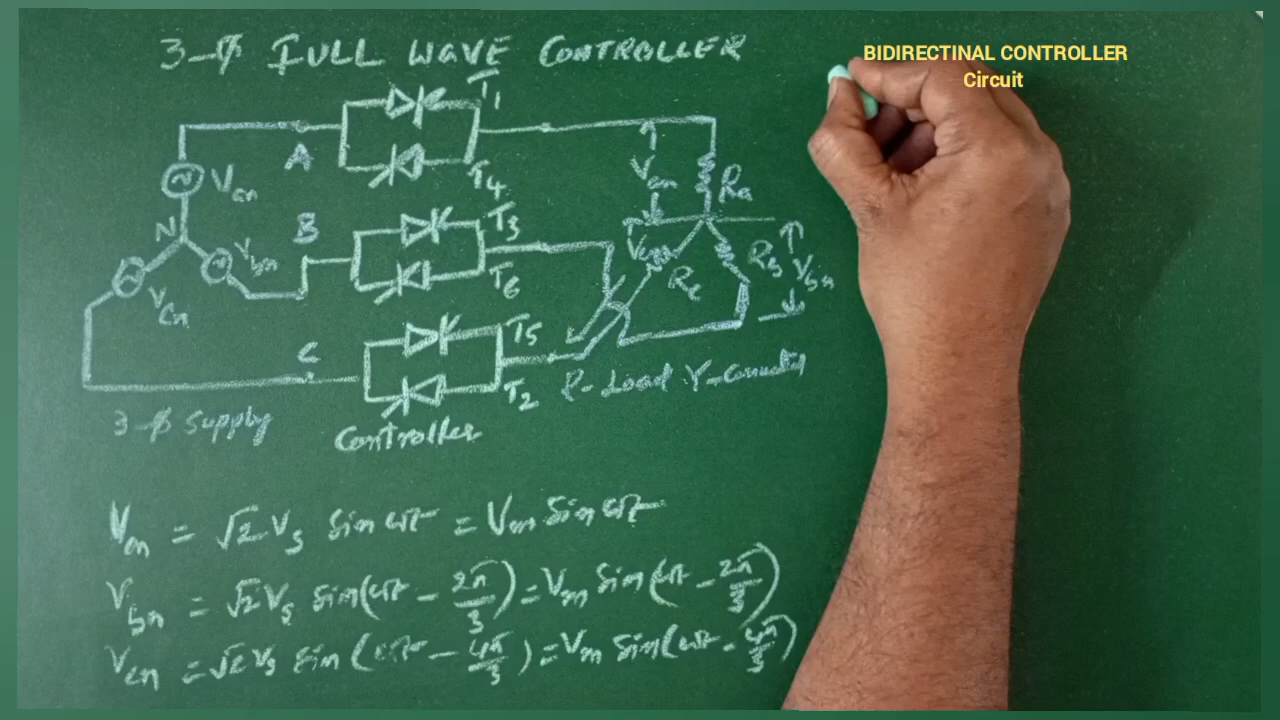 3-φ FULL WAVE CONTROLLER
BIDIRECTINAL CONTROLLER
Circuit
T1
A
T4
Van
Van
Ra
N
B
T3
Vbn
T6
Vcn
Vcn
Rc
Rb
Vbn
C
T5
T2
R-Load Y-Connected
3-φ Supply
Controller
Van = √2 Vs Sin ωt = Vm Sin ωt
Vbn = √2 Vs Sin(ωt - 2π/3) = Vm Sin(ωt - 2π/3)
Vcn = √2 Vs Sin (ωt - 4π/3) = Vm Sin(ωt - 4π/3)